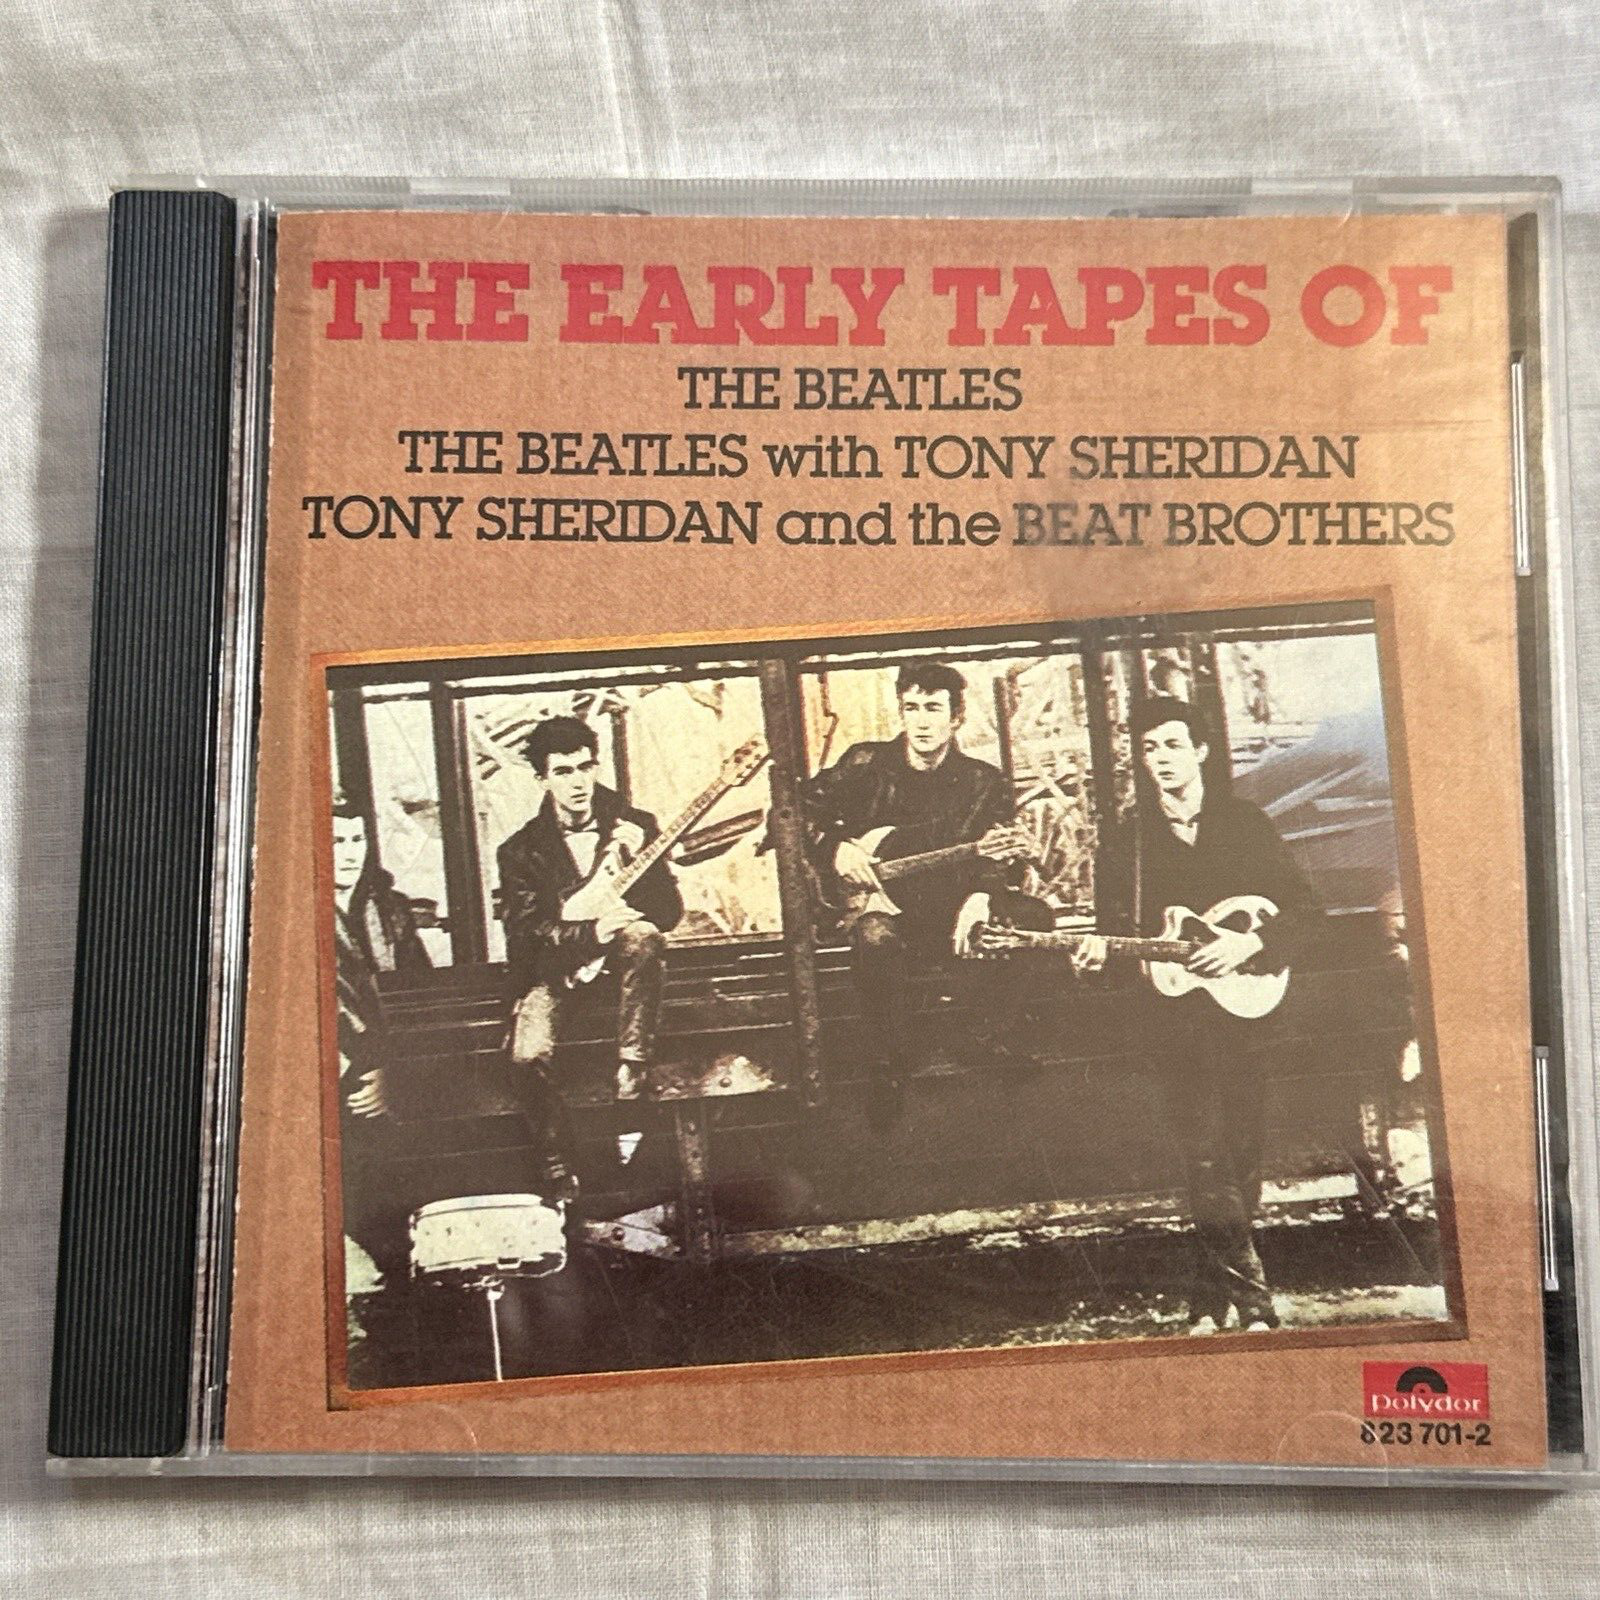 THE EARLY TAPES OF
THE BEATLES
THE BEATLES with TONY SHERIDAN
TONY SHERIDAN and the BEAT BROTHERS
Polydor
823 701-2